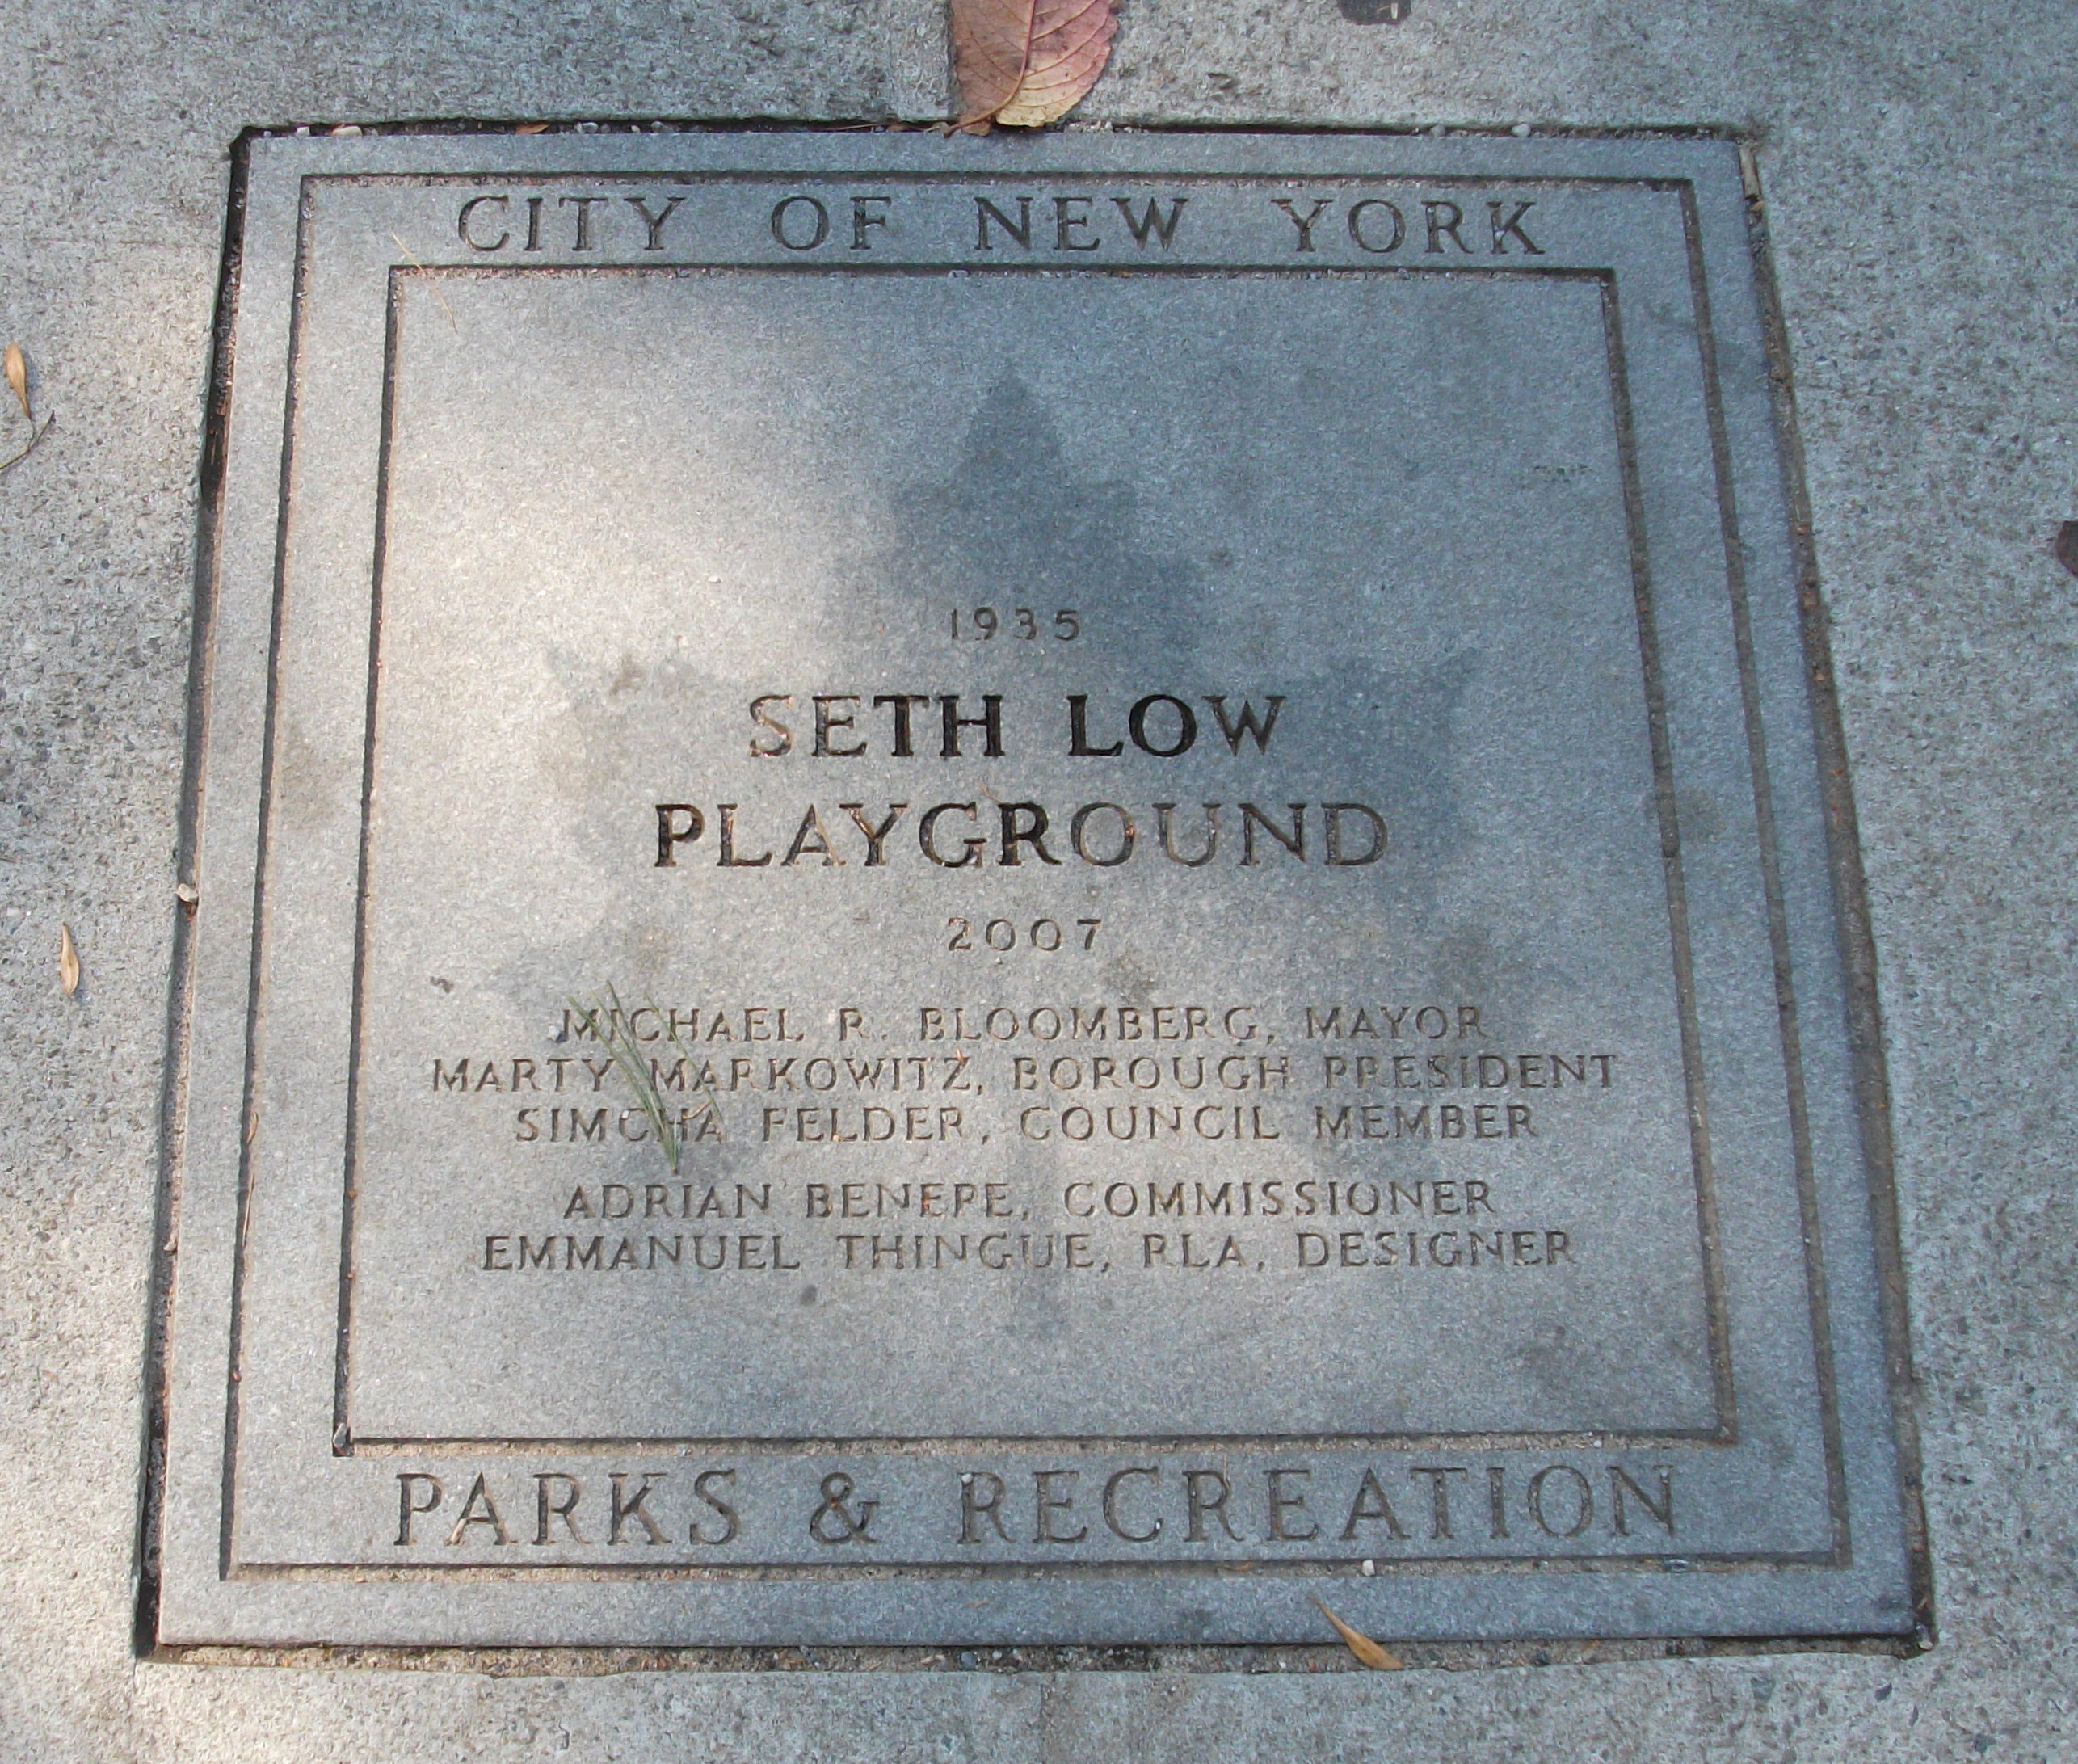 CITY OF NEW YORK
1935
SETH LOW
PLAYGROUND
2007
MICHAEL R. BLOOMBERG, MAYOR
MARTY MARKOWITZ, BOROUGH PRESIDENT
SIMCHA FELDER, COUNCIL MEMBER
ADRIAN BENEPE, COMMISSIONER
EMMANUEL THINGUE, RLA, DESIGNER
PARKS & RECREATION